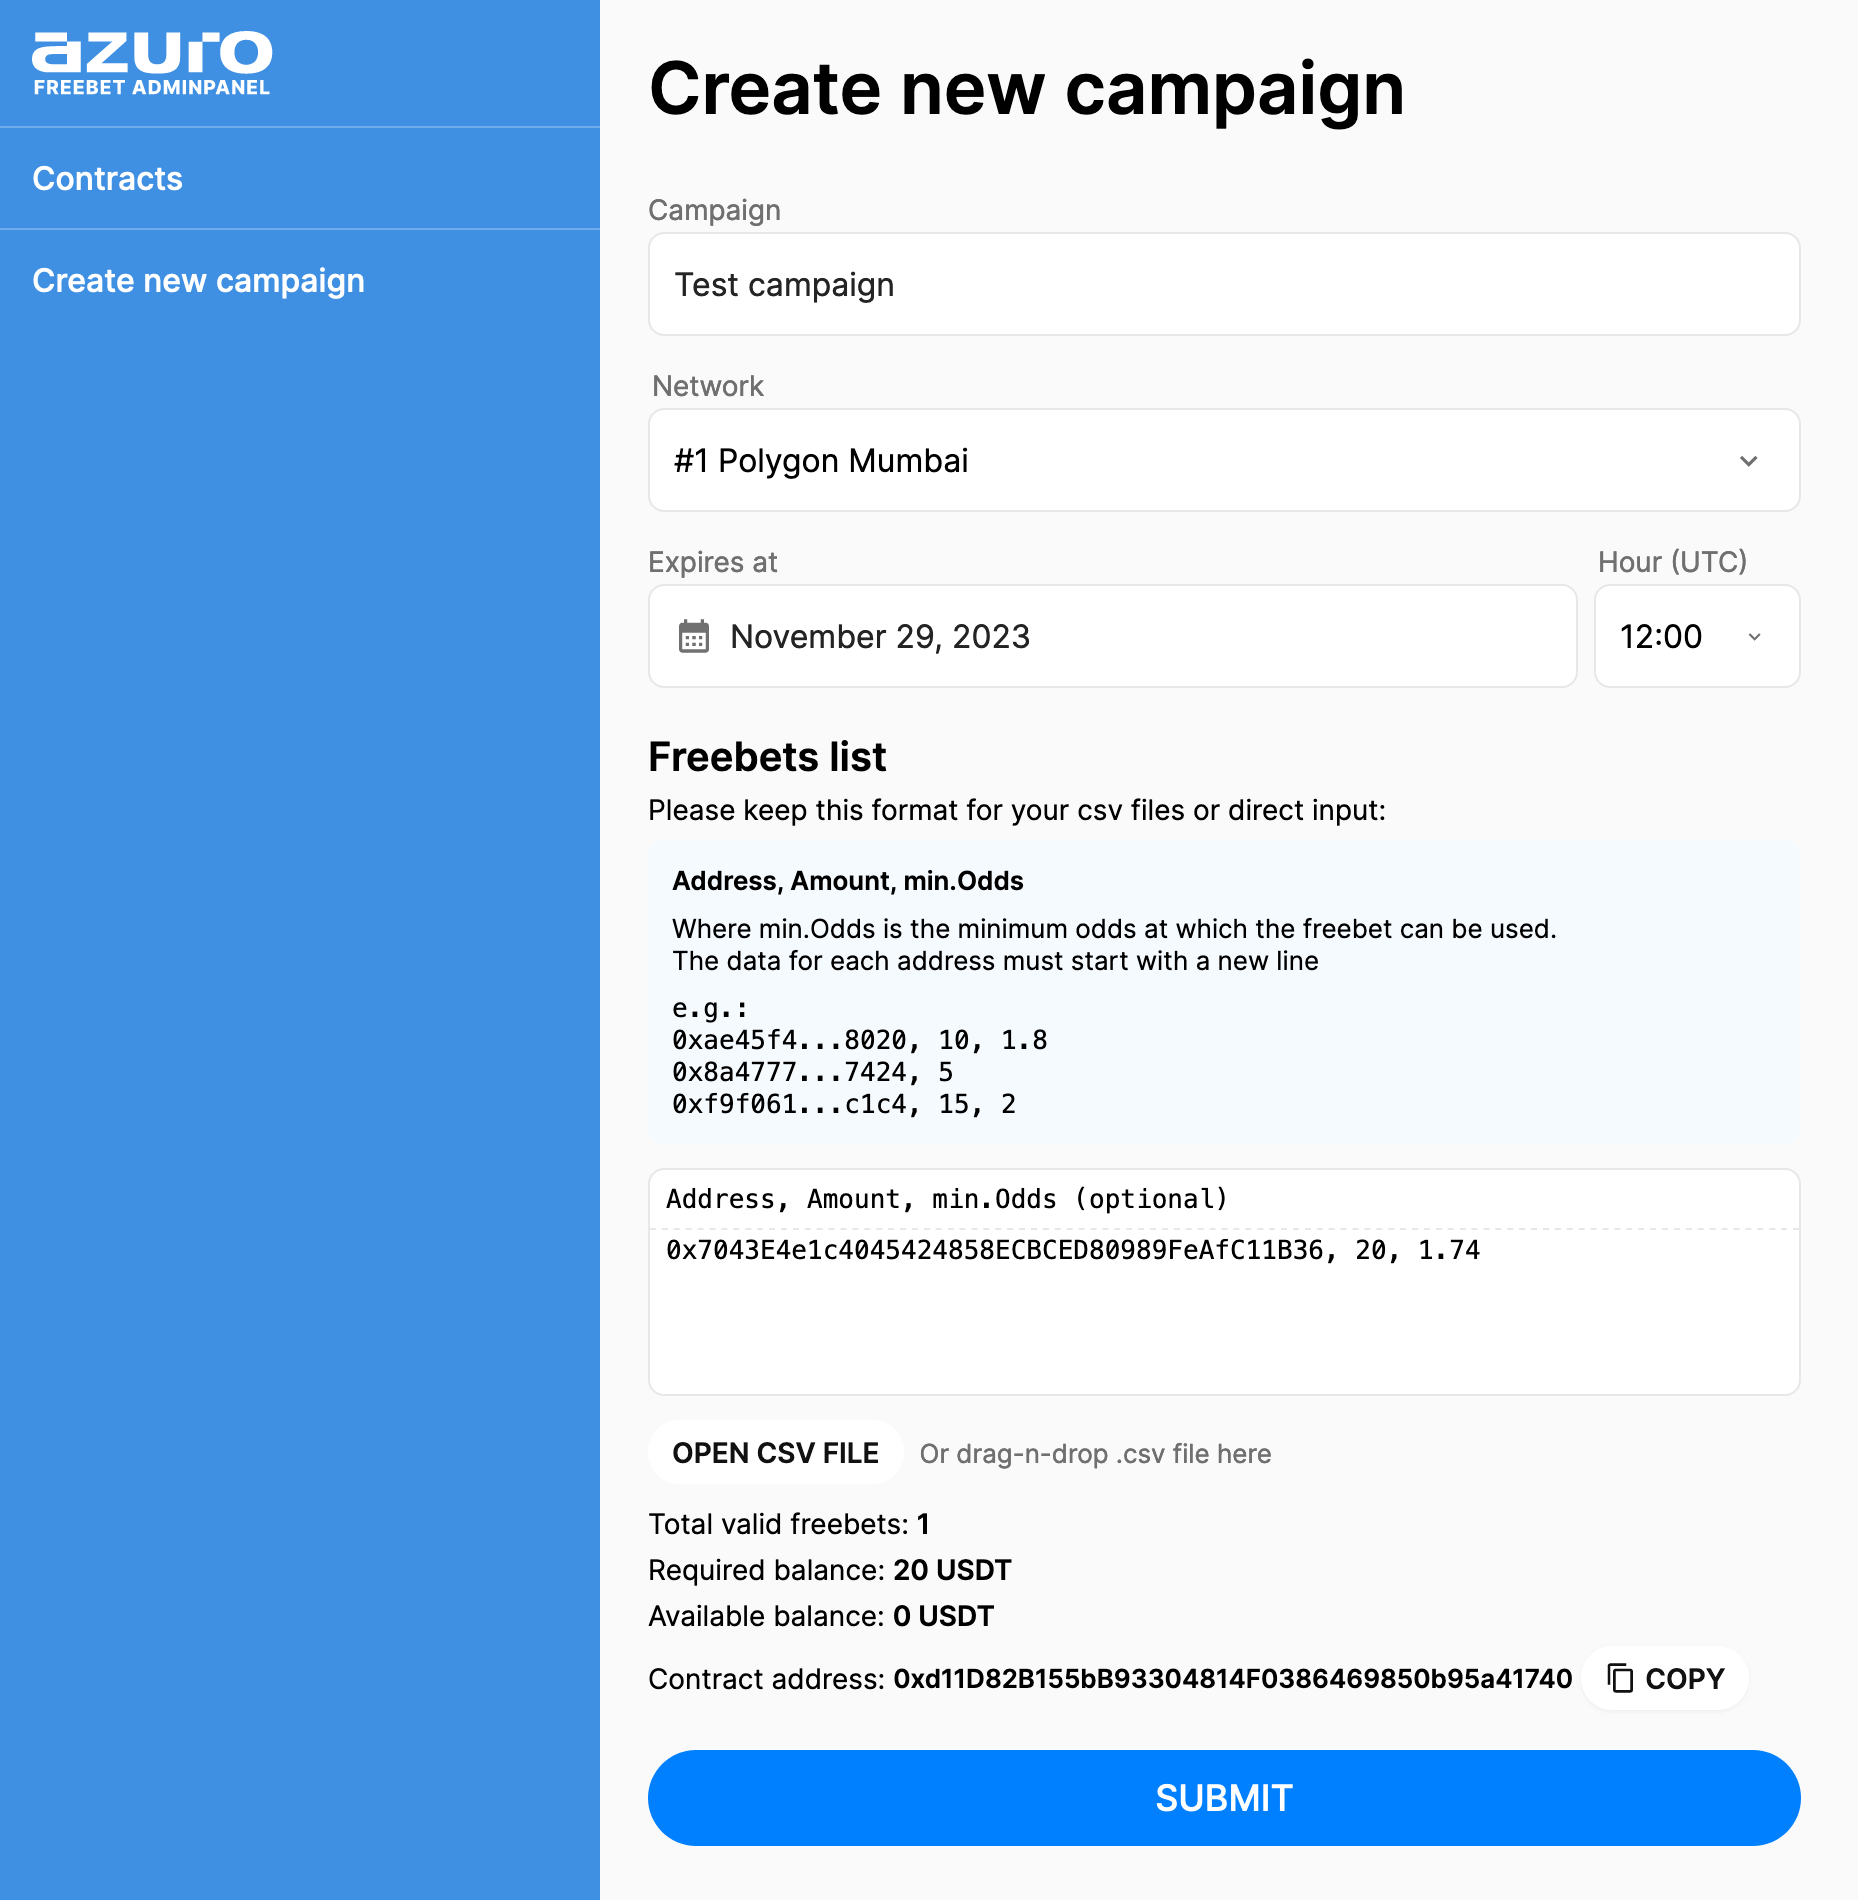 azuro
FREEBET ADMINPANEL
Contracts
Create new campaign
Create new campaign
Campaign
Test campaign
Network
#1 Polygon Mumbai
Expires at
Hour (UTC)
November 29, 2023
12:00
Freebets list
Please keep this format for your csv files or direct input:
Address, Amount, min.Odds
Where min.Odds is the minimum odds at which the freebet can be used.
The data for each address must start with a new line
e.g.:
0xae45f4...8020, 10, 1.8
0x8a4777...7424, 5
0xf9f061...c1c4, 15, 2
Address, Amount, min.Odds (optional)
0x7043E4e1c4045424858ECBCED80989FeAfC11B36, 20, 1.74
OPEN CSV FILE
Or drag-n-drop .csv file here
Total valid freebets: 1
Required balance: 20 USDT
Available balance: 0 USDT
Contract address: 0xd11D82B155bB93304814F0386469850b95a41740
COPY
SUBMIT